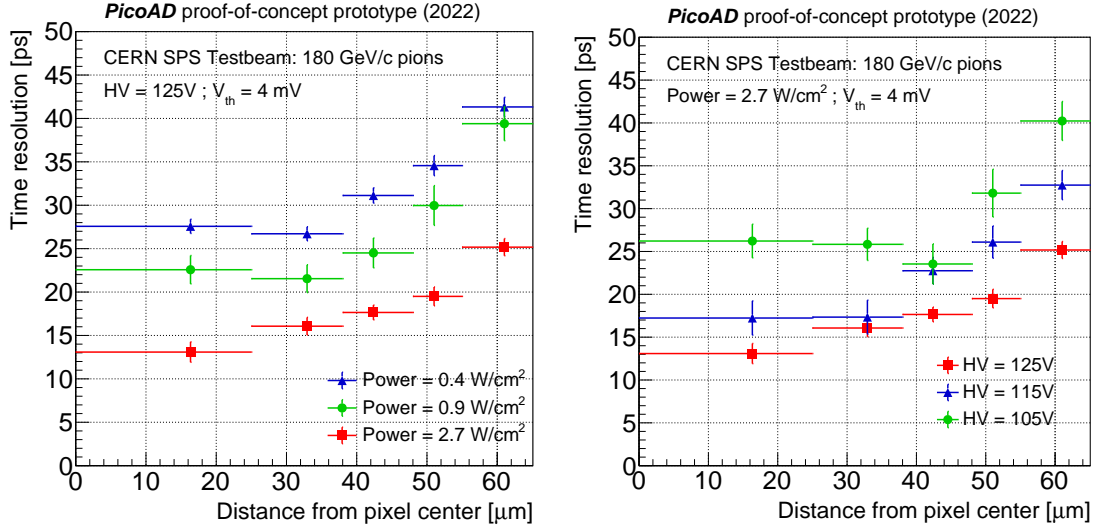 PicoAD proof-of-concept prototype (2022)
Time resolution [ps]
50
45
40
35
30
25
20
15
10
5
0
CERN SPS Testbeam: 180 GeV/c pions
HV = 125V ; Vth = 4 mV
Power = 0.4 W/cm²
Power = 0.9 W/cm²
Power = 2.7 W/cm²
0 10 20 30 40 50 60
Distance from pixel center [μm]
PicoAD proof-of-concept prototype (2022)
Time resolution [ps]
50
45
40
35
30
25
20
15
10
5
0
CERN SPS Testbeam: 180 GeV/c pions
Power = 2.7 W/cm² ; Vth = 4 mV
HV = 125V
HV = 115V
HV = 105V
0 10 20 30 40 50 60
Distance from pixel center [μm]